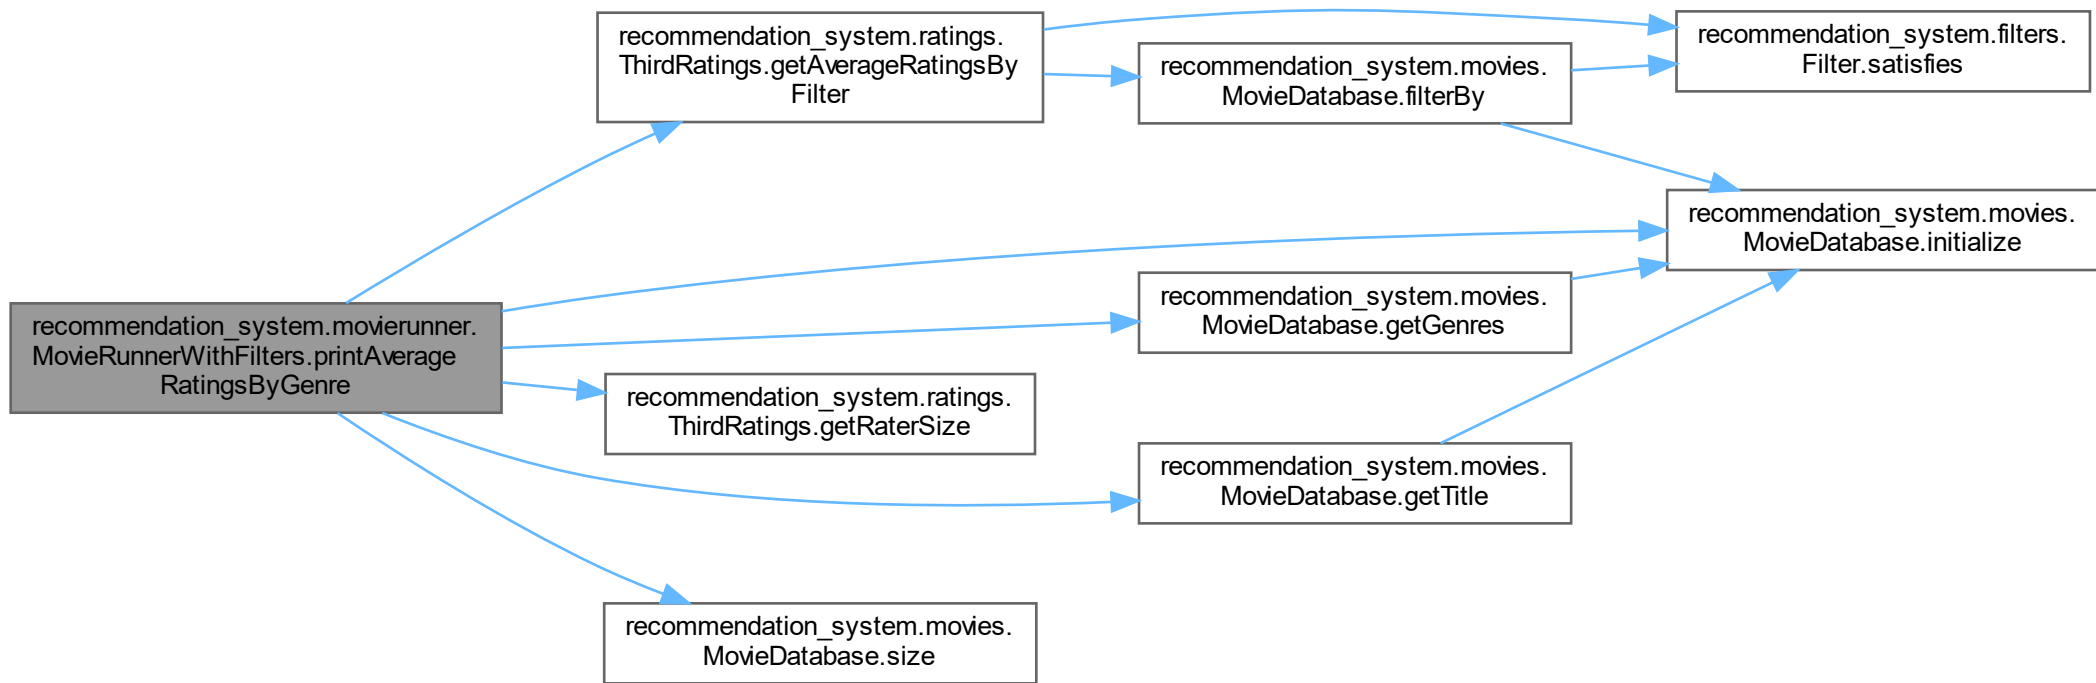 recommendation_system.movierunner.
MovieRunnerWithFilters.printAverage
RatingsByGenre
recommendation_system.ratings.
ThirdRatings.getAverageRatingsBy
Filter
recommendation_system.movies.
MovieDatabase.filterBy
recommendation_system.filters.
Filter.satisfies
recommendation_system.movies.
MovieDatabase.initialize
recommendation_system.movies.
MovieDatabase.getGenres
recommendation_system.ratings.
ThirdRatings.getRaterSize
recommendation_system.movies.
MovieDatabase.getTitle
recommendation_system.movies.
MovieDatabase.size